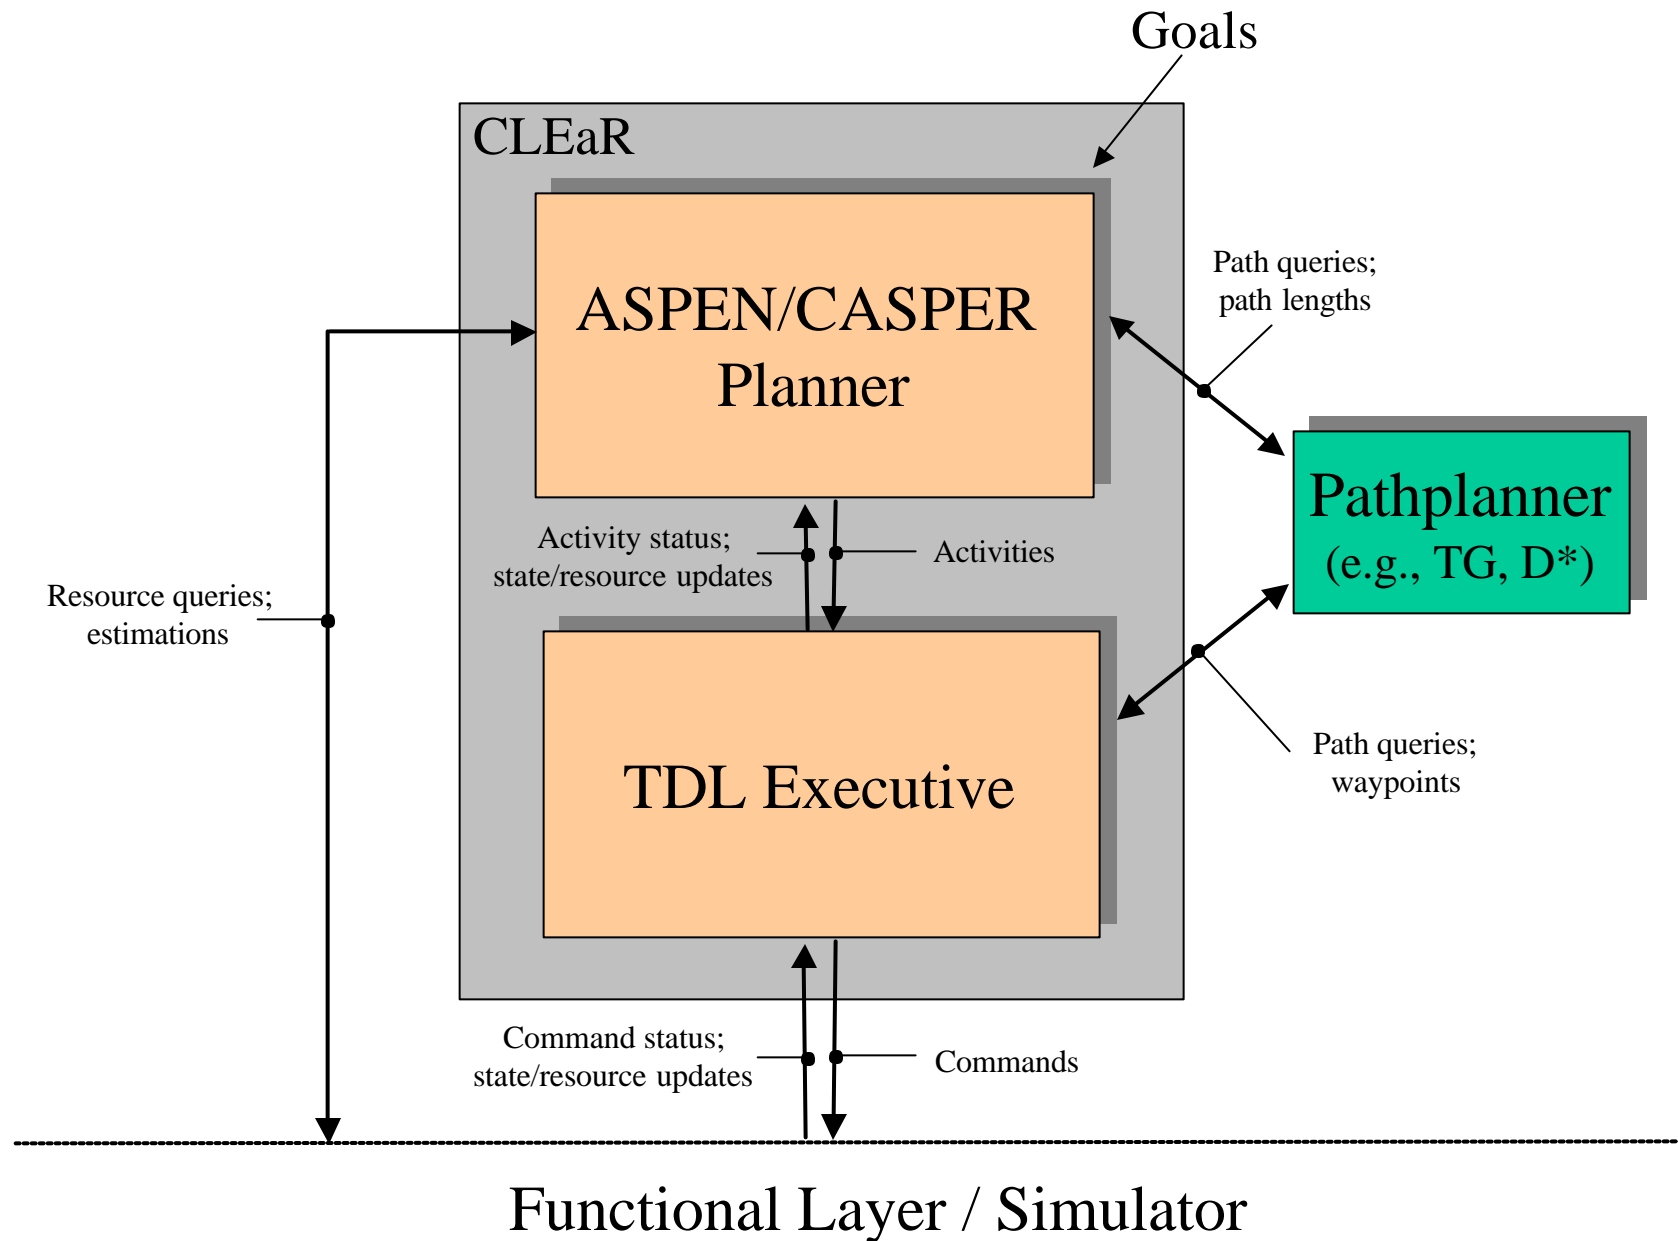 Goals
CLEaR
ASPEN/CASPER
Planner
Path queries;
path lengths
Pathplanner
(e.g., TG, D*)
Activity status;
state/resource updates
Activities
Resource queries;
estimations
TDL Executive
Path queries;
waypoints
Command status;
state/resource updates
Commands
Functional Layer / Simulator